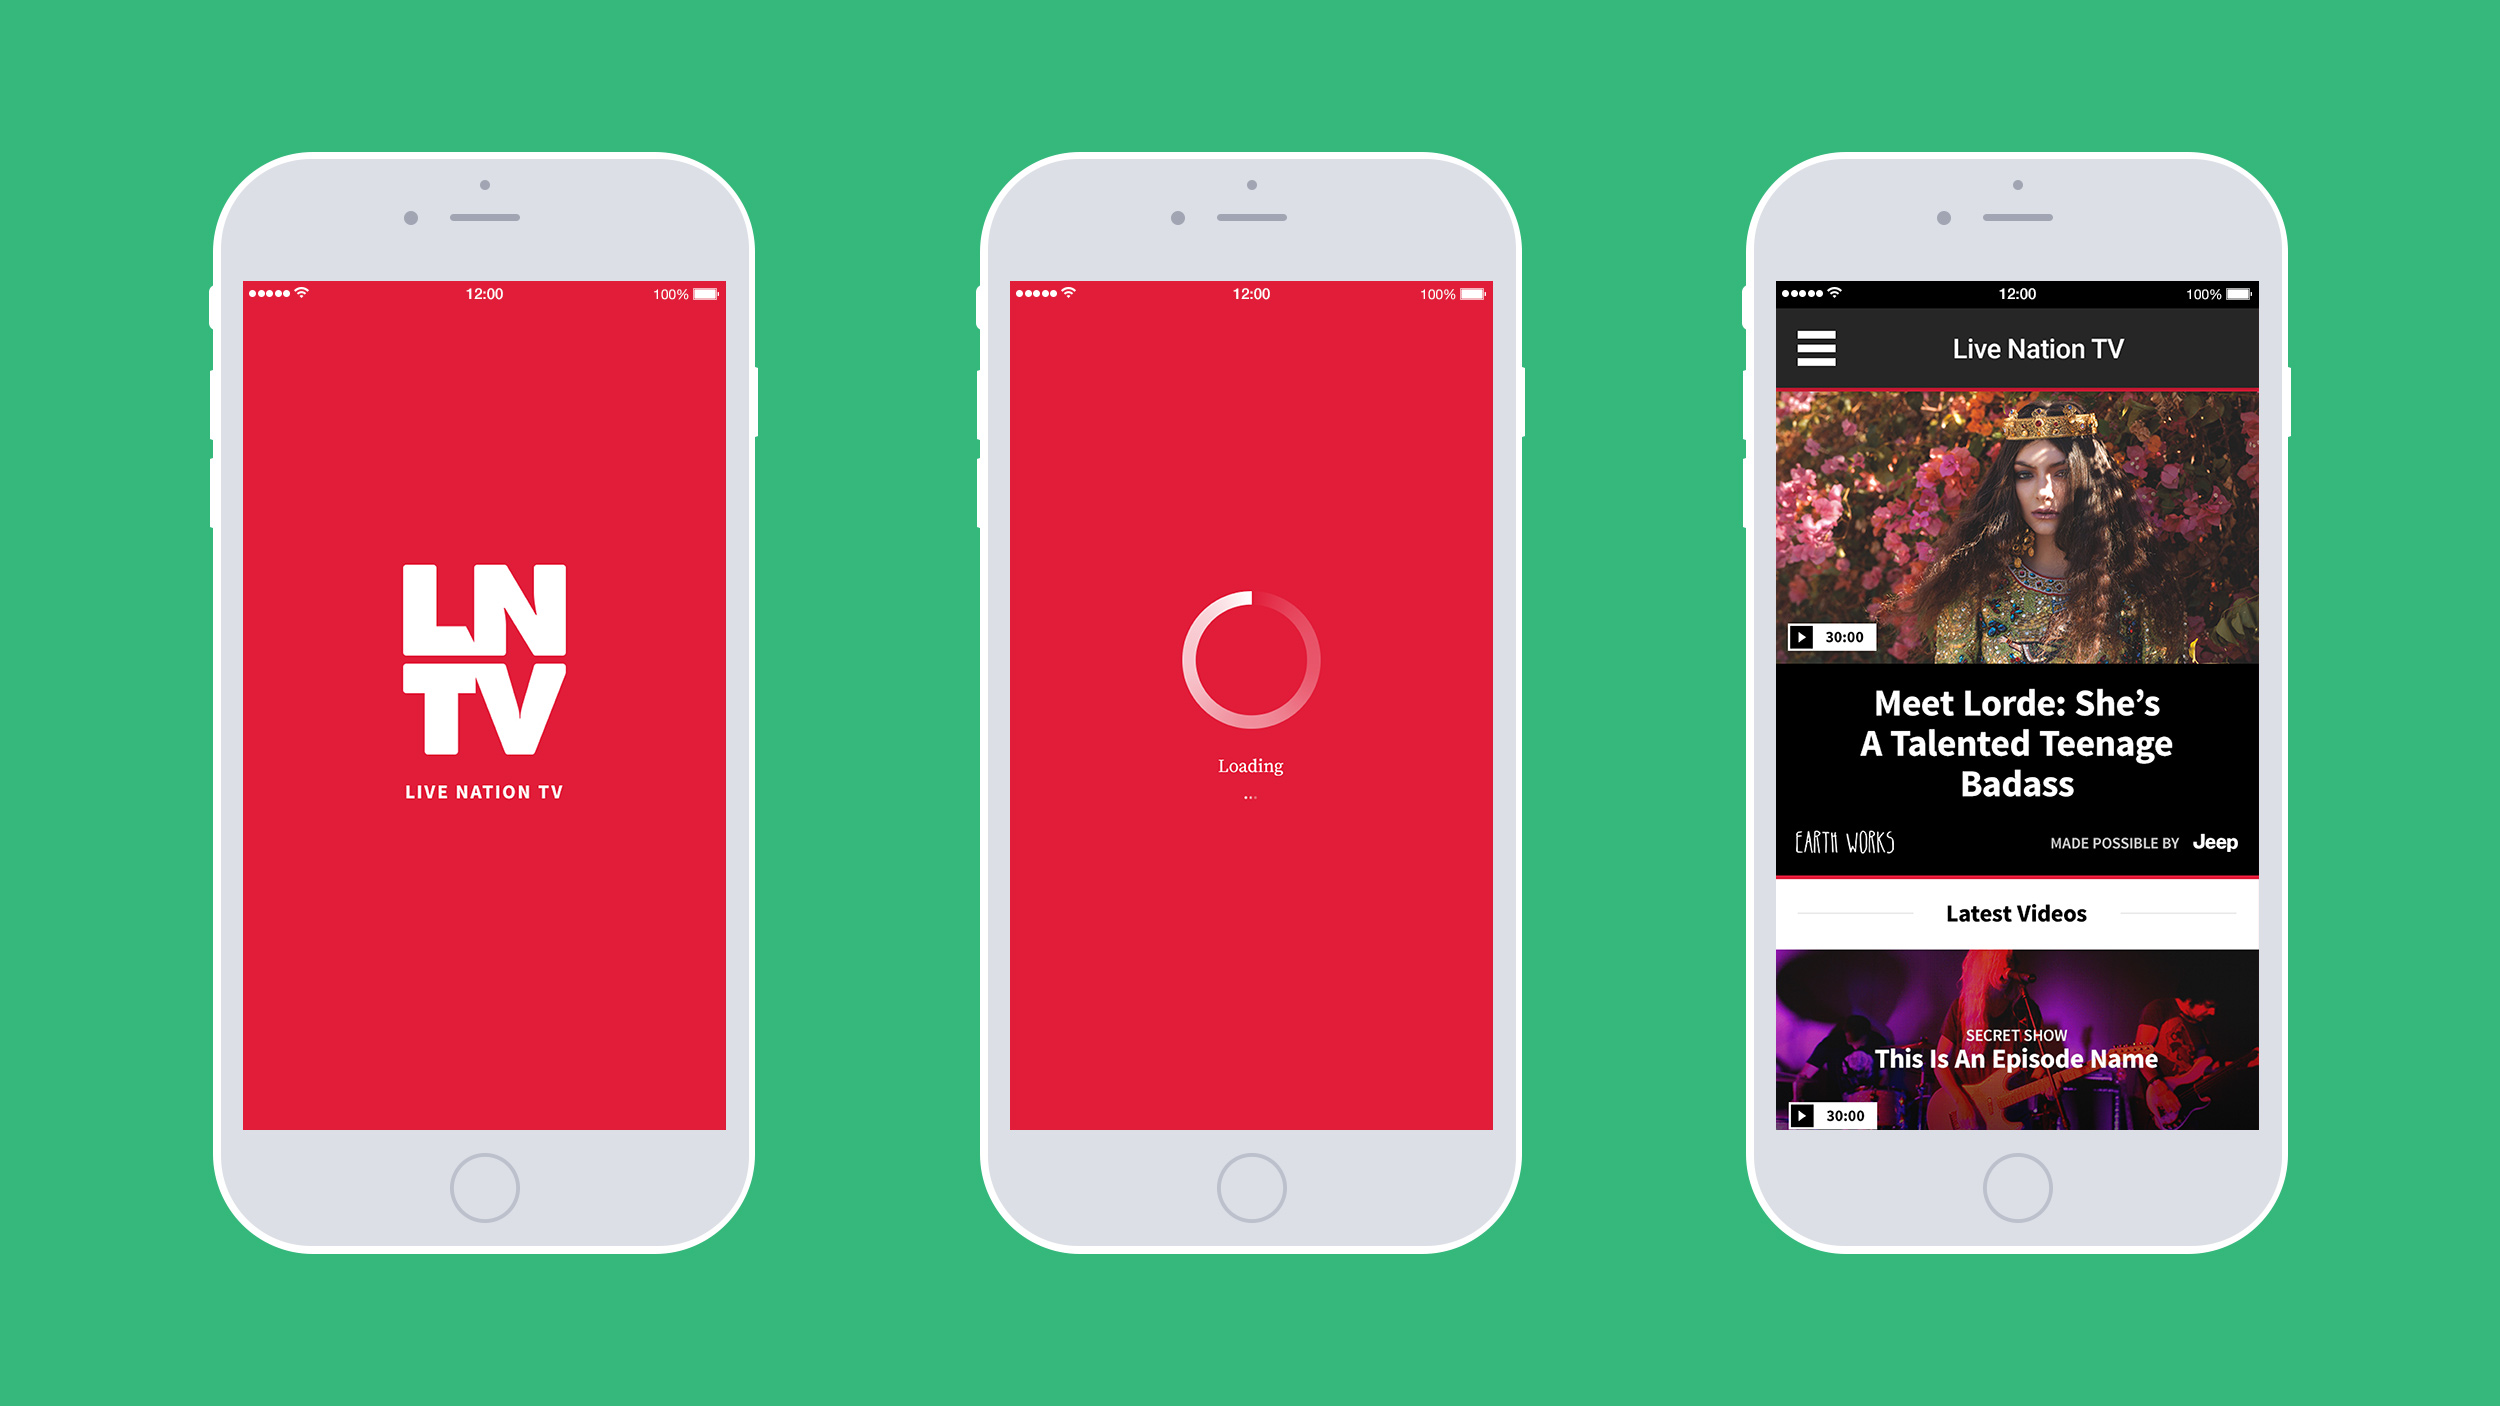 12:00
100%
LN
TV
LIVE NATION TV
12:00
100%
Loading
...
12:00
100%
Live Nation TV
30:00
Meet Lorde: She’s
A Talented Teenage
Badass
EARTH WORKS
MADE POSSIBLE BY Jeep
Latest Videos
SECRET SHOW
This Is An Episode Name
30:00